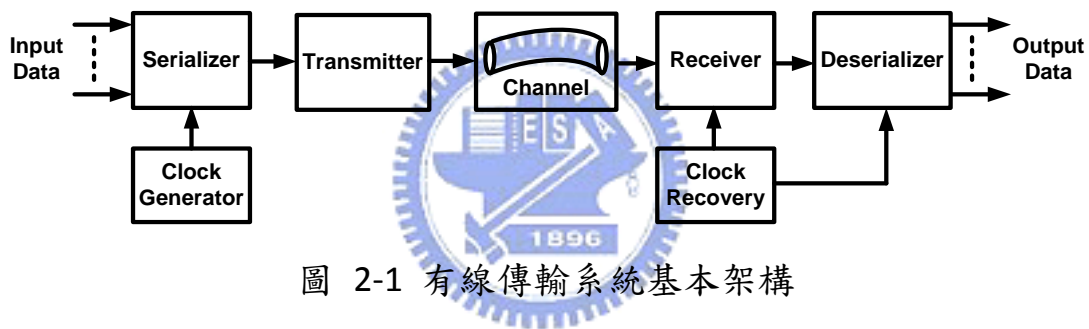 Input
Data
Serializer
Transmitter
Channel
Receiver
Deserializer
Output
Data
Clock
Generator
Clock
Recovery
ES
A
1896
圖 2-1 有線傳輸系統基本架構